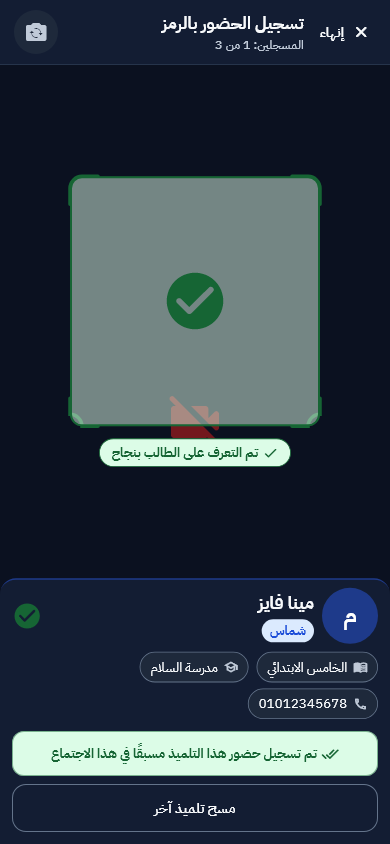 إنهاء
تسجيل الحضور بالرمز
المسجلين: 1 من 3
تم التعرف على الطالب بنجاح
م
مينا فايز
شماس
الخامس الابتدائي
مدرسة السلام
01012345678
تم تسجيل حضور هذا التلميذ مسبقًا في هذا الاجتماع
مسح تلميذ آخر